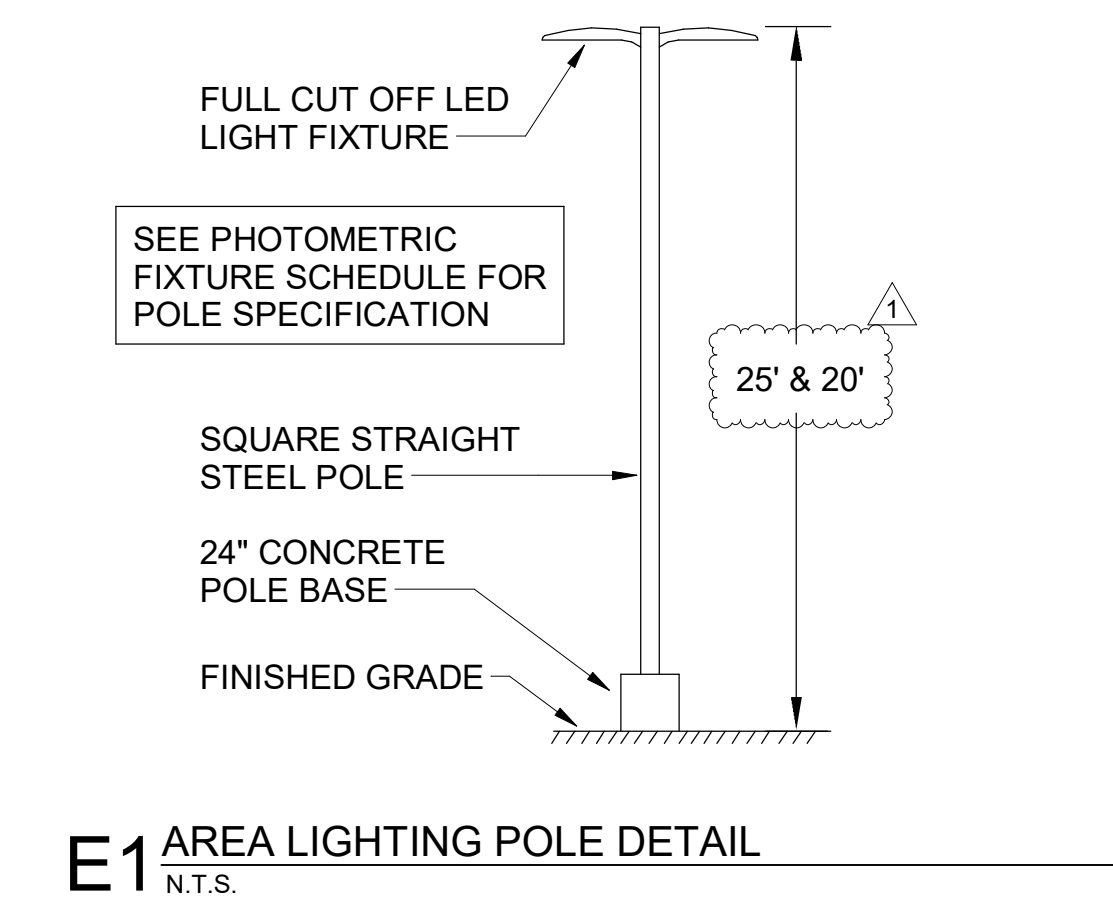 FULL CUT OFF LED
LIGHT FIXTURE
SEE PHOTOMETRIC
FIXTURE SCHEDULE FOR
POLE SPECIFICATION
1
25' & 20'
SQUARE STRAIGHT
STEEL POLE
24" CONCRETE
POLE BASE
FINISHED GRADE
E1 AREA LIGHTING POLE DETAIL
N.T.S.